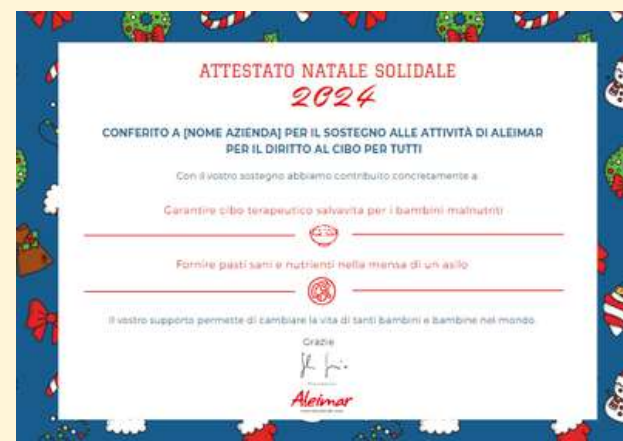 ATTESTATO NATALE SOLIDALE
2024
CONFERITO A [NOME AZIENDA] PER IL SOSTEGNO ALLE ATTIVITÀ DI ALEIMAR
PER IL DIRITTO AL CIBO PER TUTTI
Con il vostro sostegno abbiamo contribuito concretamente a
Garantire cibo terapeutico salvavita per i bambini malnutriti
Fornire pasti sani e nutrienti nella mensa di un asilo
Il vostro supporto permette di cambiare la vita di tanti bambini e bambine nel mondo
Grazie
Aleimar